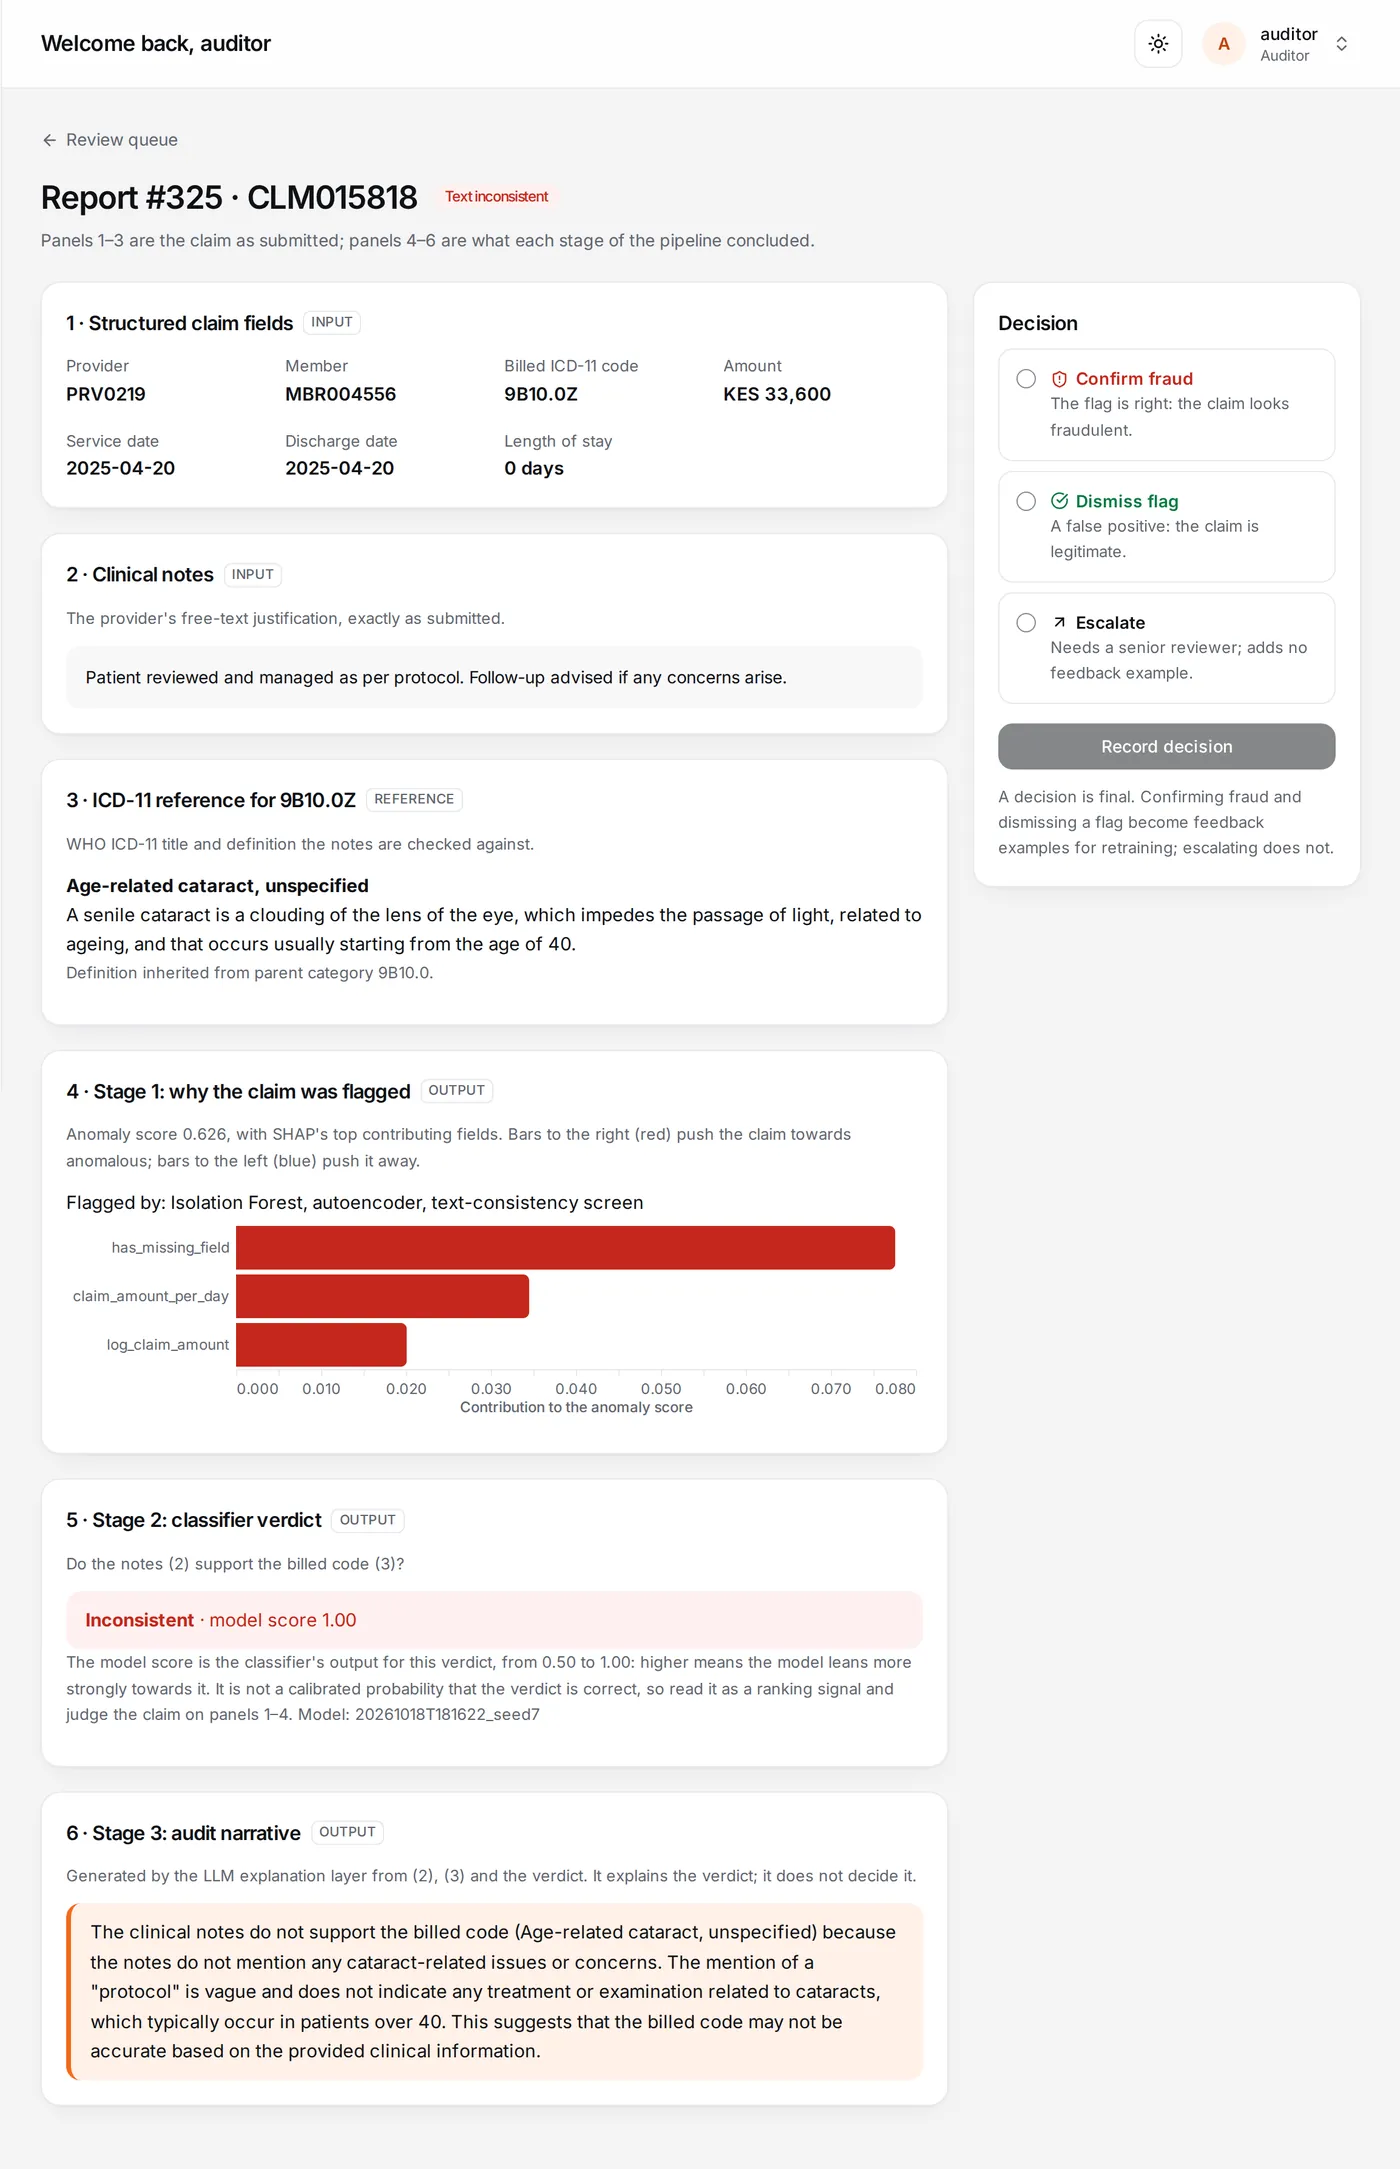 Welcome back, auditor
A
auditor
Auditor
Review queue
Report #325 · CLM015818
Text inconsistent
Panels 1–3 are the claim as submitted; panels 4–6 are what each stage of the pipeline concluded.
1 · Structured claim fields INPUT
Provider Member Billed ICD-11 code Amount
PRV0219 MBR004556 9B10.0Z KES 33,600
Service date Discharge date Length of stay
2025-04-20 2025-04-20 0 days
2 · Clinical notes INPUT
The provider's free-text justification, exactly as submitted.
Patient reviewed and managed as per protocol. Follow-up advised if any concerns arise.
3 · ICD-11 reference for 9B10.0Z REFERENCE
WHO ICD-11 title and definition the notes are checked against.
Age-related cataract, unspecified
A senile cataract is a clouding of the lens of the eye, which impedes the passage of light, related to
ageing, and that occurs usually starting from the age of 40.
Definition inherited from parent category 9B10.0.
4 · Stage 1: why the claim was flagged OUTPUT
Anomaly score 0.626, with SHAP's top contributing fields. Bars to the right (red) push the claim towards
anomalous; bars to the left (blue) push it away.
Flagged by: Isolation Forest, autoencoder, text-consistency screen
has_missing_field
claim_amount_per_day
log_claim_amount
0.000 0.010 0.020 0.030 0.040 0.050 0.060 0.070 0.080
Contribution to the anomaly score
5 · Stage 2: classifier verdict OUTPUT
Do the notes (2) support the billed code (3)?
Inconsistent · model score 1.00
The model score is the classifier's output for this verdict, from 0.50 to 1.00: higher means the model leans more
strongly towards it. It is not a calibrated probability that the verdict is correct, so read it as a ranking signal and
judge the claim on panels 1–4. Model: 20261018T181622_seed7
6 · Stage 3: audit narrative OUTPUT
Generated by the LLM explanation layer from (2), (3) and the verdict. It explains the verdict; it does not decide it.
The clinical notes do not support the billed code (Age-related cataract, unspecified) because
the notes do not mention any cataract-related issues or concerns. The mention of a
"protocol" is vague and does not indicate any treatment or examination related to cataracts,
which typically occur in patients over 40. This suggests that the billed code may not be
accurate based on the provided clinical information.
Decision
Confirm fraud
The flag is right: the claim looks
fraudulent.
Dismiss flag
A false positive: the claim is
legitimate.
Escalate
Needs a senior reviewer; adds no
feedback example.
Record decision
A decision is final. Confirming fraud and
dismissing a flag become feedback
examples for retraining; escalating does not.